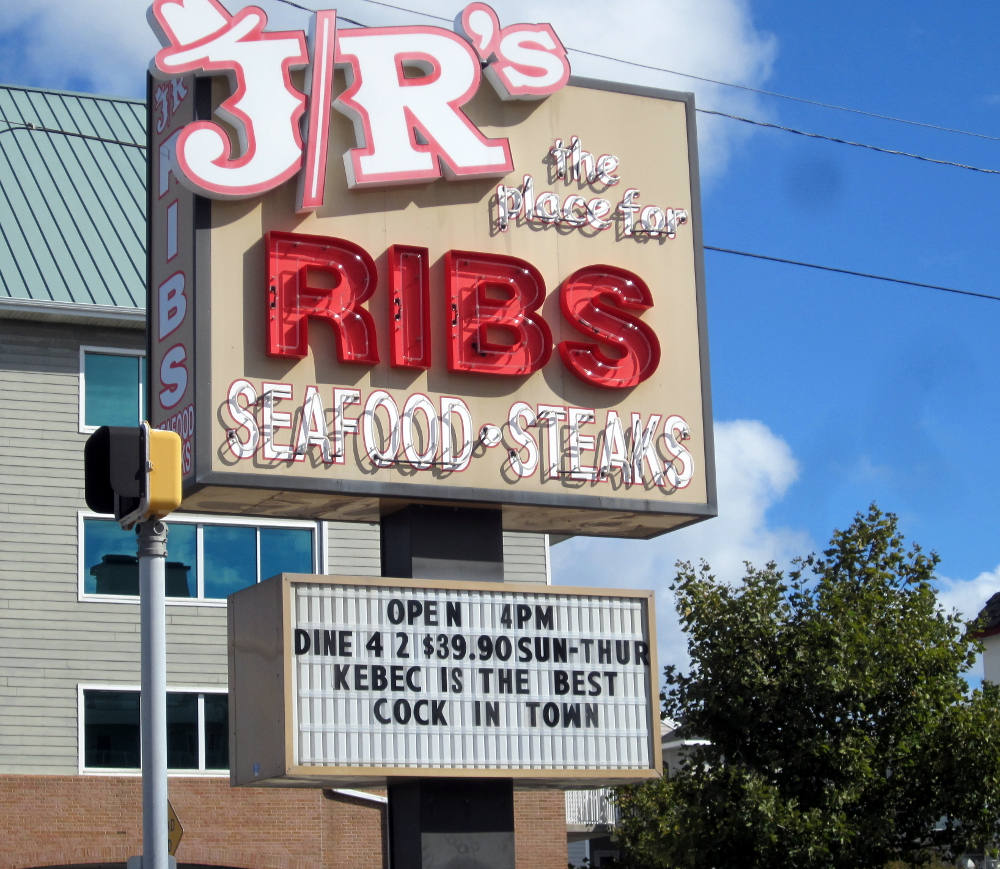 J/R's
the
place for
RIBS
SEAFOOD • STEAKS
JR
RIBS
OPEN 4PM
DINE 4 2 $39.90 SUN-THUR
KEBEC IS THE BEST
COCK IN TOWN